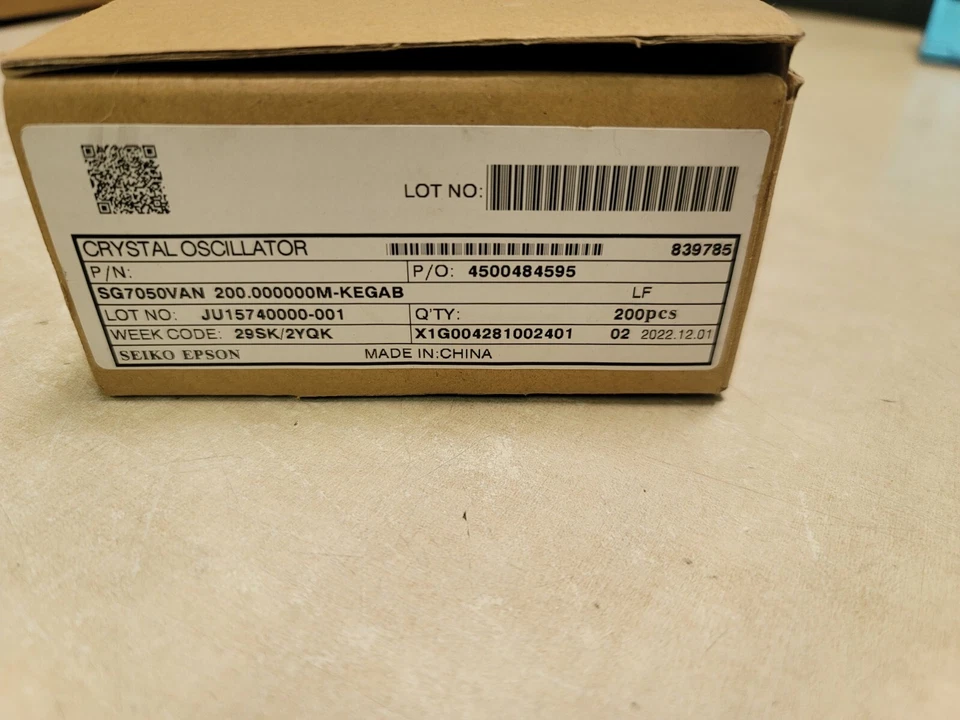 LOT NO:
CRYSTAL OSCILLATOR 839785
P/N: P/O: 4500484595
SG7050VAN 200.000000M-KEGAB LF
LOT NO: JU15740000-001 Q'TY: 200pcs
WEEK CODE: 29SK/2YQK X1G004281002401 02 2022.12.01
SEIKO EPSON MADE IN:CHINA